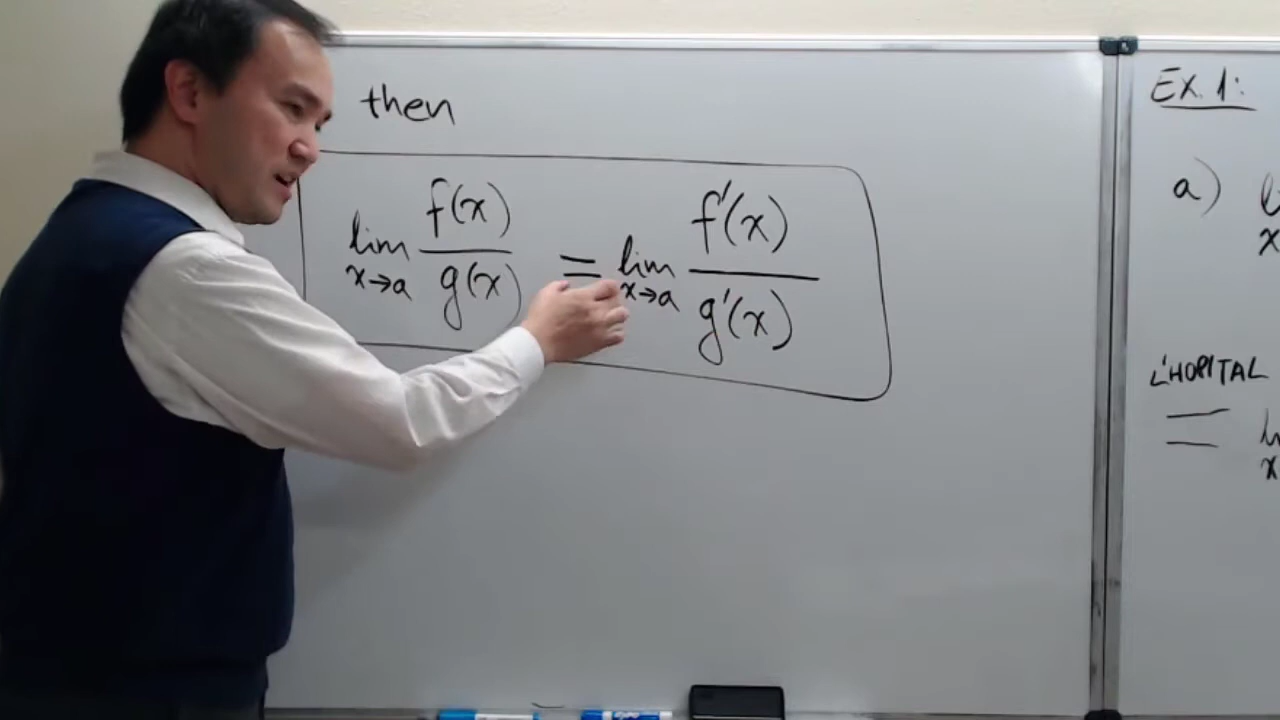 then
lim x→a f(x)/g(x) = lim x→a f'(x)/g'(x)
Ex. 1:
a)
L'HOPITAL
=